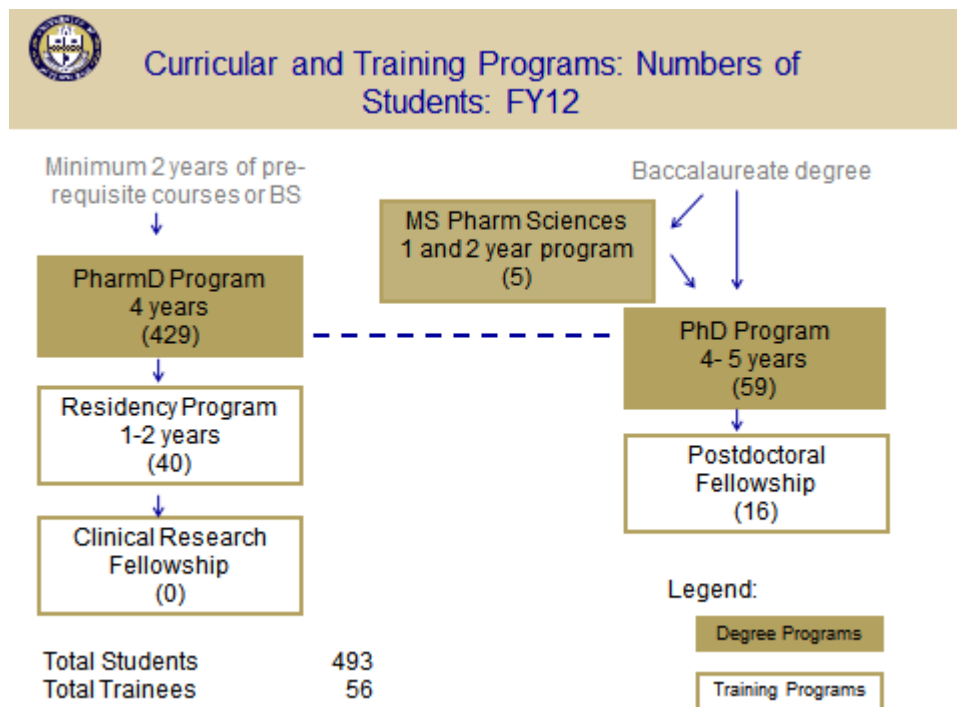 Curricular and Training Programs: Numbers of
Students: FY12
Minimum 2 years of pre-
requisite courses or BS
Baccalaureate degree
MS Pharm Sciences
1 and 2 year program
(5)
PharmD Program
4 years
(429)
PhD Program
4- 5 years
(59)
Residency Program
1-2 years
(40)
Postdoctoral
Fellowship
(16)
Clinical Research
Fellowship
(0)
Legend:
Degree Programs
Training Programs
Total Students 493
Total Trainees 56